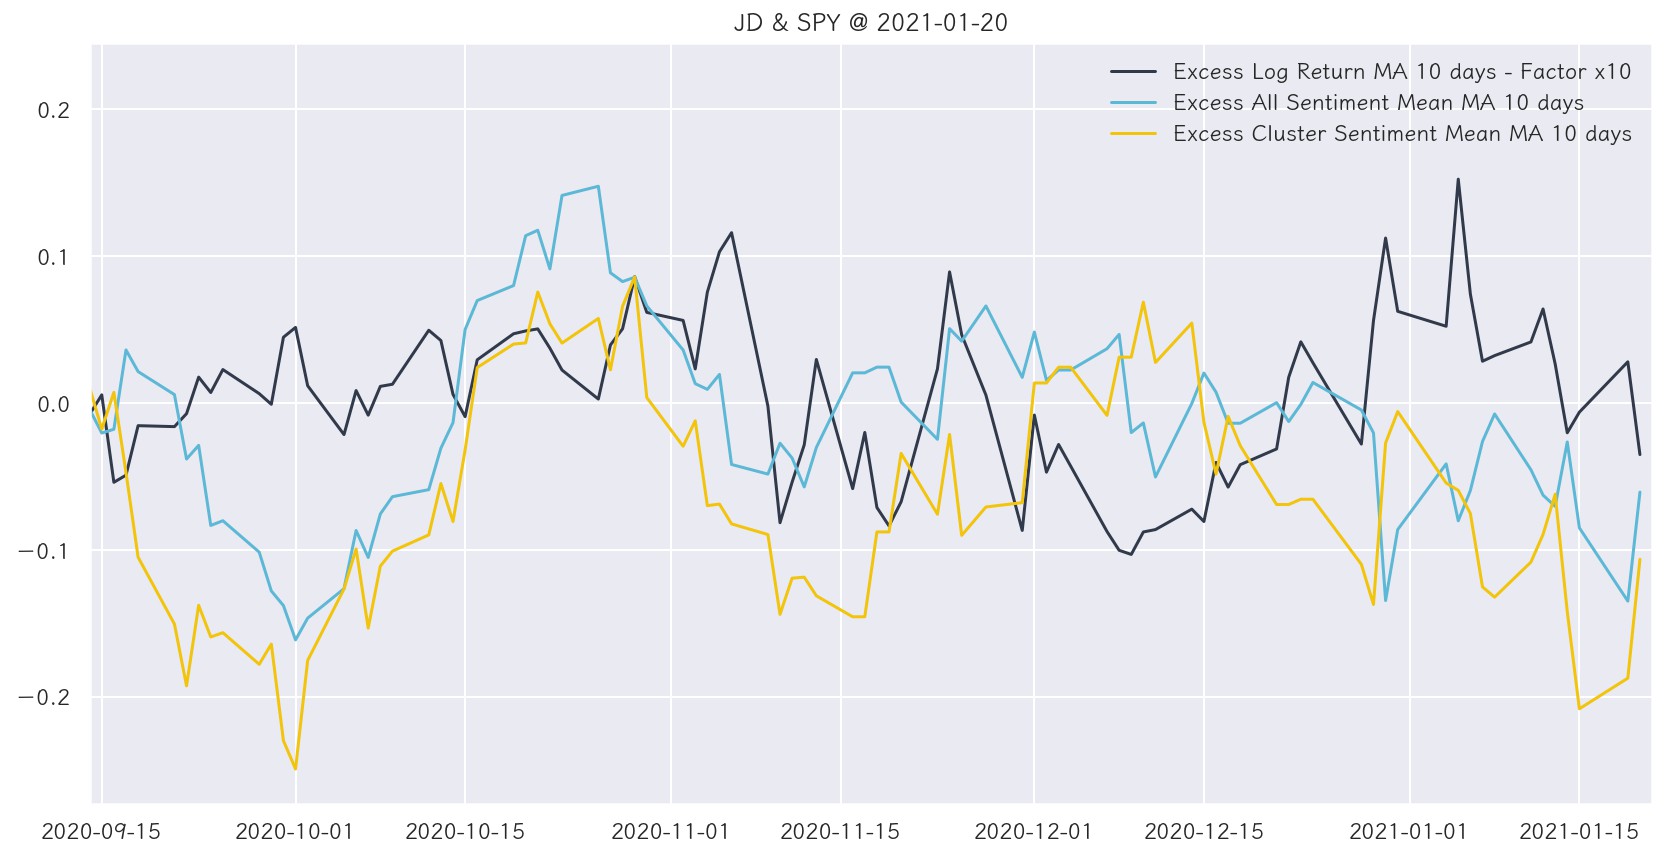 JD & SPY @ 2021-01-20
Excess Log Return MA 10 days - Factor x10
Excess All Sentiment Mean MA 10 days
Excess Cluster Sentiment Mean MA 10 days
0.2
0.1
0.0
−0.1
−0.2
2020-09-15 2020-10-01 2020-10-15 2020-11-01 2020-11-15 2020-12-01 2020-12-15 2021-01-01 2021-01-15